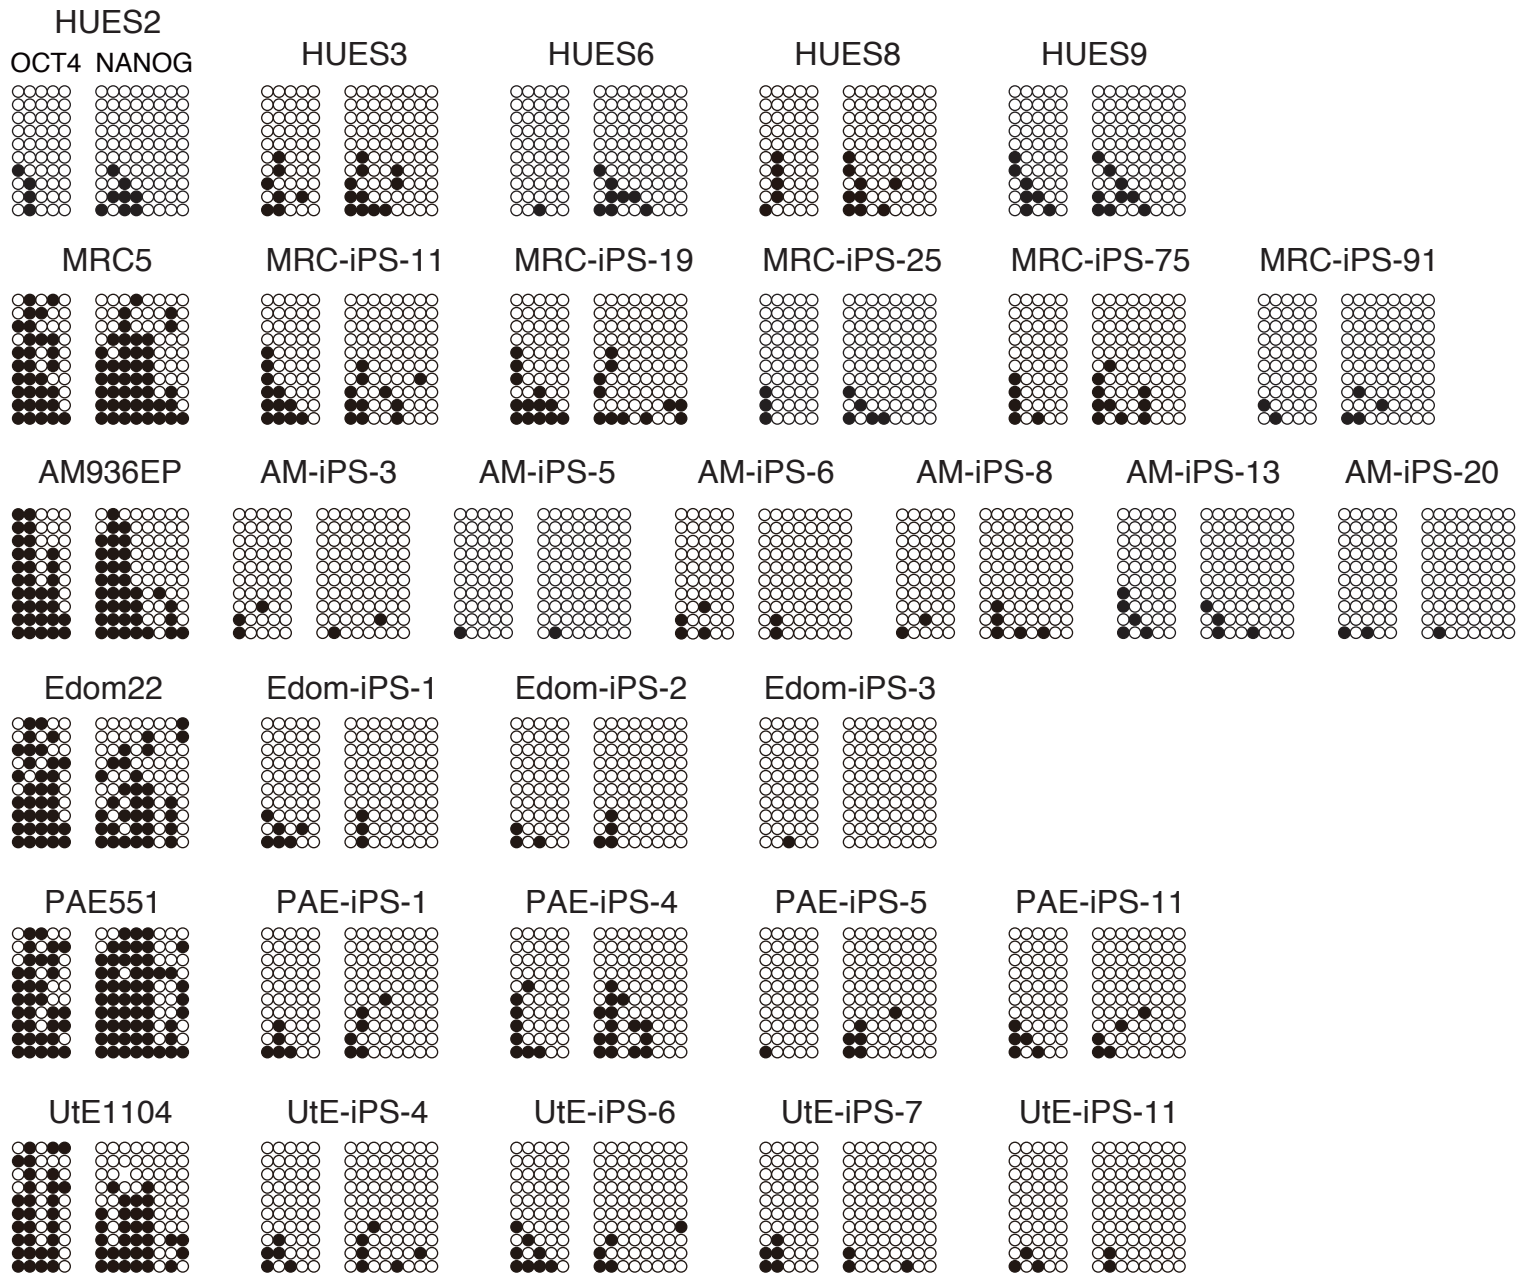 HUES2
OCT4 NANOG
HUES3
HUES6
HUES8
HUES9
MRC5
MRC-iPS-11
MRC-iPS-19
MRC-iPS-25
MRC-iPS-75
MRC-iPS-91
AM936EP
AM-iPS-3
AM-iPS-5
AM-iPS-6
AM-iPS-8
AM-iPS-13
AM-iPS-20
Edom22
Edom-iPS-1
Edom-iPS-2
Edom-iPS-3
PAE551
PAE-iPS-1
PAE-iPS-4
PAE-iPS-5
PAE-iPS-11
UtE1104
UtE-iPS-4
UtE-iPS-6
UtE-iPS-7
UtE-iPS-11